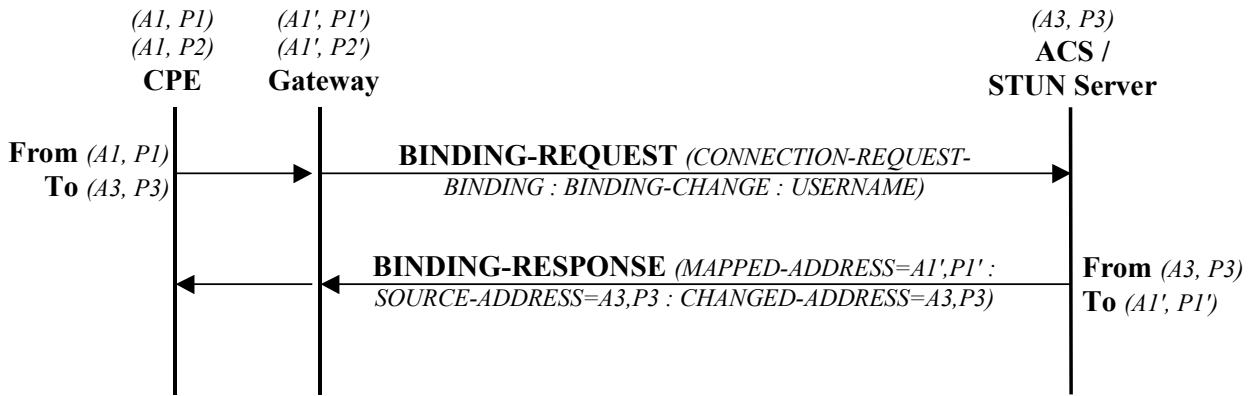 (A1, P1)
(A1, P2)
CPE
(A1', P1')
(A1', P2')
Gateway
(A3, P3)
ACS /
STUN Server
From (A1, P1)
To (A3, P3)
BINDING-REQUEST (CONNECTION-REQUEST-
BINDING : BINDING-CHANGE : USERNAME)
BINDING-RESPONSE (MAPPED-ADDRESS=A1',P1' :
SOURCE-ADDRESS=A3,P3 : CHANGED-ADDRESS=A3,P3)
From (A3, P3)
To (A1', P1')